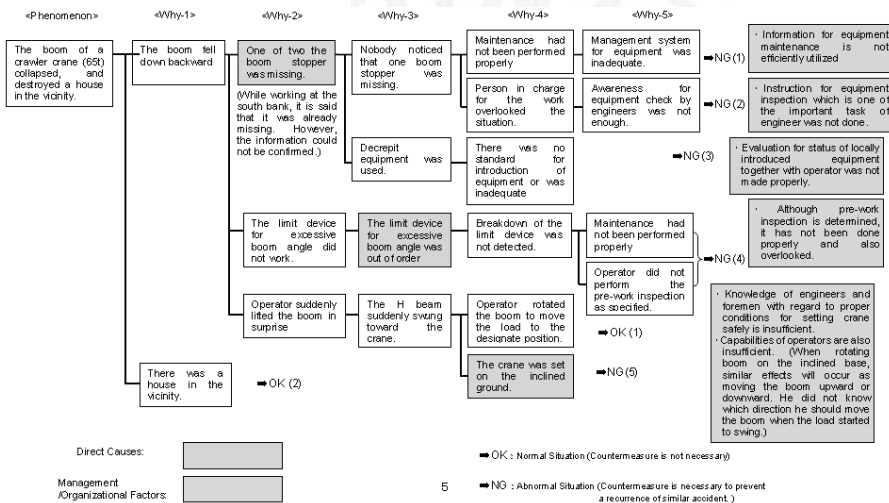 <Phenomenon>
<Why-1>
<Why-2>
<Why-3>
<Why-4>
<Why-5>
The boom of a
crawler crane (65t)
collapsed, and
destroyed a house
in the vicinity.
The boom fell
down backward
One of two the
boom stopper
was missing.
(While working at the
south bank, it is said
that it was already
missing. However,
the information could
not be confirmed.)
Nobody noticed
that one boom
stopper was
missing.
Maintenance had
not been performed
properly
Management system
for equipment was
inadequate.
➡NG(1)
· Information for equipment
maintenance is not
efficiently utilized
Person in charge
for the work
overlooked the
situation.
Awareness for
equipment check by
engineers was not
enough.
➡NG(2)
· Instruction for equipment
inspection which is one of
the important task of
engineer was not done.
Decrepit
equipment was
used.
There was no
standard for
introduction of
equipment or was
inadequate
➡NG(3)
· Evaluation for status of locally
introduced equipment
together with operator was not
made properly.
The limit device
for excessive
boom angle did
not work.
The limit device
for excessive
boom angle was
out of order
Breakdown of the
limit device was
not detected.
Maintenance had
not been performed
properly
Operator did not
perform the
pre-work inspection
as specified.
➡NG(4)
· Although pre-work
inspection is determined,
it has not been done
properly and also
overlooked.
Operator suddenly
lifted the boom in
surprise
The H beam
suddenly swung
toward the
crane.
Operator rotated
the boom to move
the load to the
designate position.
➡OK (1)
The crane was set
on the inclined
ground.
➡NG(5)
· Knowledge of engineers and
foremen with regard to proper
conditions for setting crane
safely is insufficient.
· Capabilities of operators are also
insufficient. (When rotating
boom on the inclined base,
similar effects will occur as
moving the boom upward or
downward. He did not know
which direction he should move
the boom when the load started
to swing.)
There was a
house in the
vicinity.
➡OK (2)
Direct Causes:
Management
/Organizational Factors:
5
➡OK : Normal Situation (Countermeasure is not necessary)
➡NG : Abnormal Situation (Countermeasure is necessary to prevent
a recurrence of similar accident. )